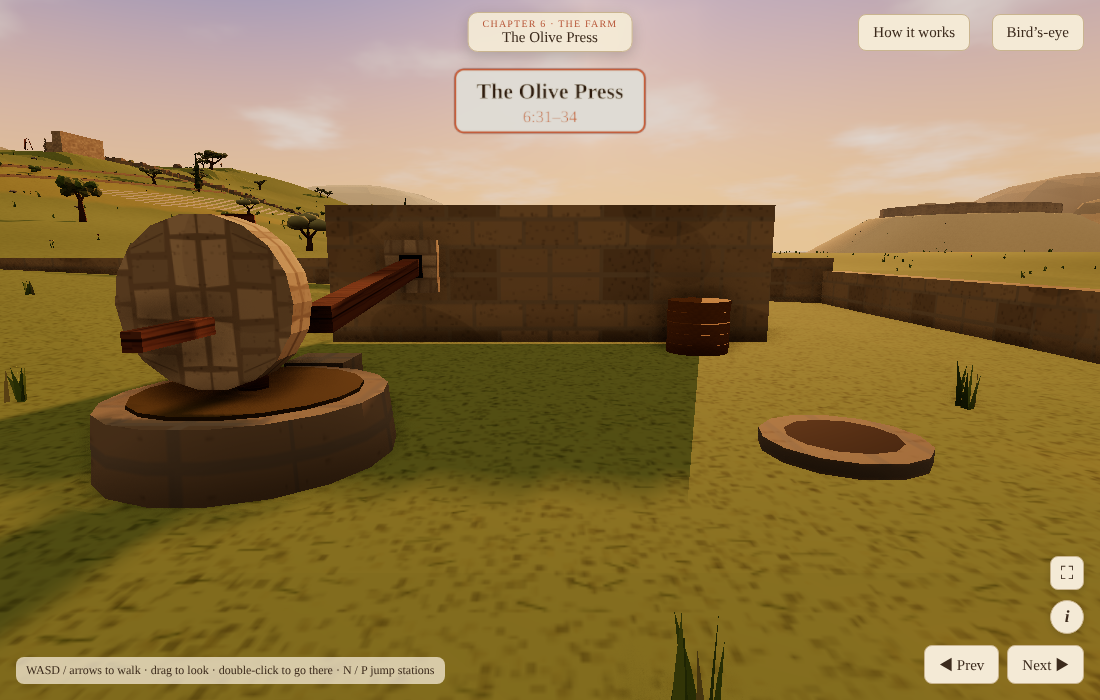 CHAPTER 6 · THE FARM
The Olive Press
How it works
Bird's-eye
The Olive Press
6:31–34
i
WASD / arrows to walk · drag to look · double-click to go there · N / P jump stations
◀ Prev
Next ▶